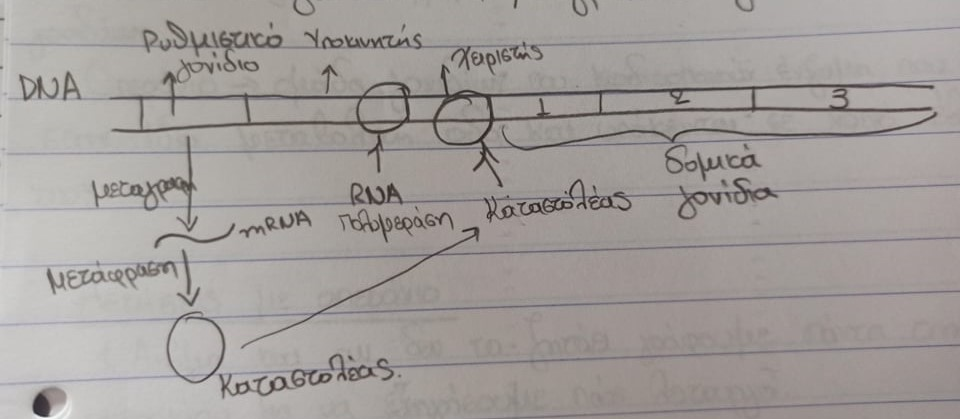 Ρυθμιστικό Υποκινητής
γονίδιο
Χειριστής
DNA
1 2 3
μεταγραφή
RNA
πολυμεράση
Καταστολέας
δομικά
γονίδια
mRNA
Μετάφραση
Καταστολέας.